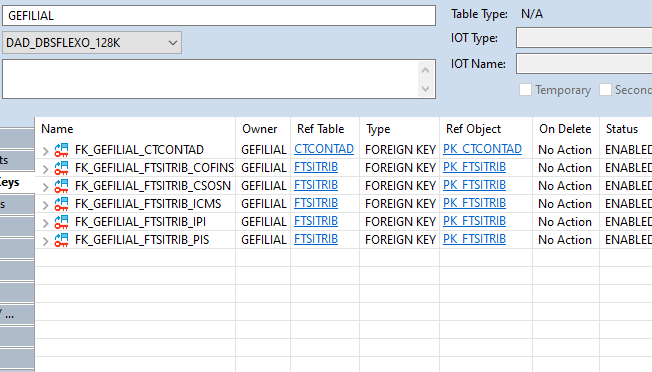 GEFILIAL
Table Type: N/A
DAD_DBSFLEXO_128K
IOT Type:
IOT Name:
Temporary
Second
Name Owner Ref Table Type Ref Object On Delete Status
FK_GEFILIAL_CTCONTAD GEFILIAL CTCONTAD FOREIGN KEY PK_CTCONTAD No Action ENABLED
ts FK_GEFILIAL_FTSITRIB_COFINS GEFILIAL FTSITRIB FOREIGN KEY PK_FTSITRIB No Action ENABLED
Keys FK_GEFILIAL_FTSITRIB_CSOSN GEFILIAL FTSITRIB FOREIGN KEY PK_FTSITRIB No Action ENABLED
s FK_GEFILIAL_FTSITRIB_ICMS GEFILIAL FTSITRIB FOREIGN KEY PK_FTSITRIB No Action ENABLED
FK_GEFILIAL_FTSITRIB_IPI GEFILIAL FTSITRIB FOREIGN KEY PK_FTSITRIB No Action ENABLED
FK_GEFILIAL_FTSITRIB_PIS GEFILIAL FTSITRIB FOREIGN KEY PK_FTSITRIB No Action ENABLED
/ ...